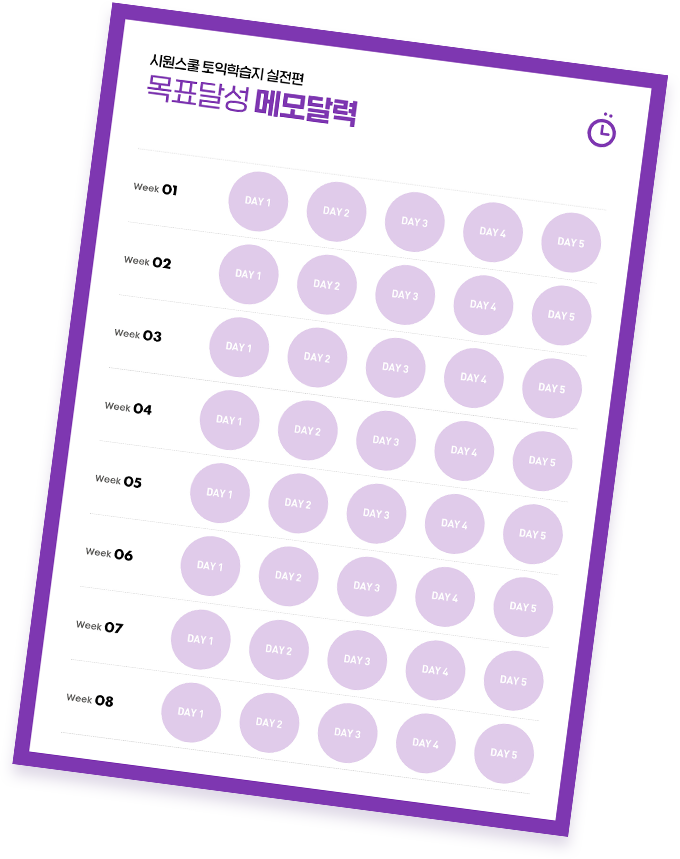 시원스쿨 토익학습지 실전편
목표달성 메모달력
Week 01 DAY 1 DAY 2 DAY 3 DAY 4 DAY 5
Week 02 DAY 1 DAY 2 DAY 3 DAY 4 DAY 5
Week 03 DAY 1 DAY 2 DAY 3 DAY 4 DAY 5
Week 04 DAY 1 DAY 2 DAY 3 DAY 4 DAY 5
Week 05 DAY 1 DAY 2 DAY 3 DAY 4 DAY 5
Week 06 DAY 1 DAY 2 DAY 3 DAY 4 DAY 5
Week 07 DAY 1 DAY 2 DAY 3 DAY 4 DAY 5
Week 08 DAY 1 DAY 2 DAY 3 DAY 4 DAY 5